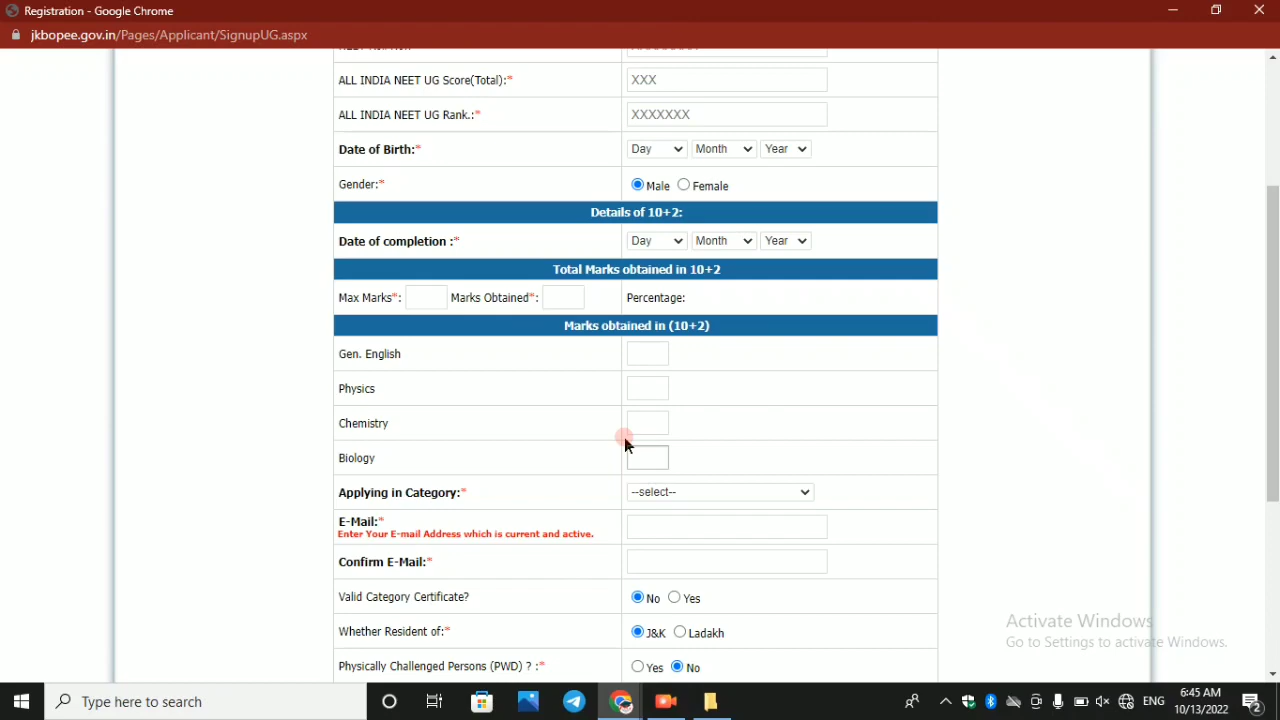 Registration - Google Chrome
jkbopee.gov.in/Pages/Applicant/SignupUG.aspx
ALL INDIA NEET UG Score(Total):* XXX
ALL INDIA NEET UG Rank.:* XXXXXXX
Date of Birth:* Day Month Year
Gender:* Male Female
Details of 10+2:
Date of completion :* Day Month Year
Total Marks obtained in 10+2
Max Marks*: Marks Obtained*: Percentage:
Marks obtained in (10+2)
Gen. English
Physics
Chemistry
Biology
Applying in Category:* --select--
E-Mail:*
Enter Your E-mail Address which is current and active.
Confirm E-Mail:*
Valid Category Certificate? No Yes
Whether Resident of:* J&K Ladakh
Physically Challenged Persons (PWD) ? :* Yes No
Activate Windows
Go to Settings to activate Windows.
Type here to search
ENG
6:45 AM
10/13/2022
2